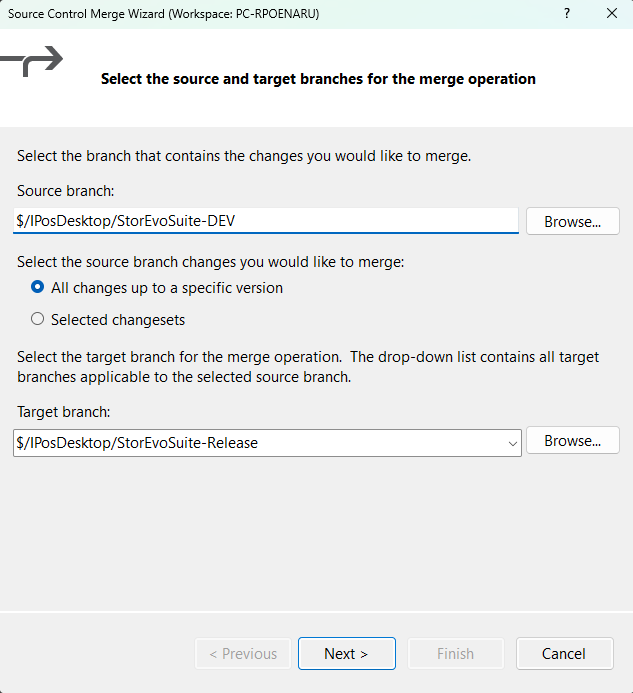 Source Control Merge Wizard (Workspace: PC-RPOENARU)
?
Select the source and target branches for the merge operation
Select the branch that contains the changes you would like to merge.
Source branch:
$/IPosDesktop/StorEvoSuite-DEV
Browse...
Select the source branch changes you would like to merge:
All changes up to a specific version
Selected changesets
Select the target branch for the merge operation.  The drop-down list contains all target
branches applicable to the selected source branch.
Target branch:
$/IPosDesktop/StorEvoSuite-Release
Browse...
< Previous
Next >
Finish
Cancel